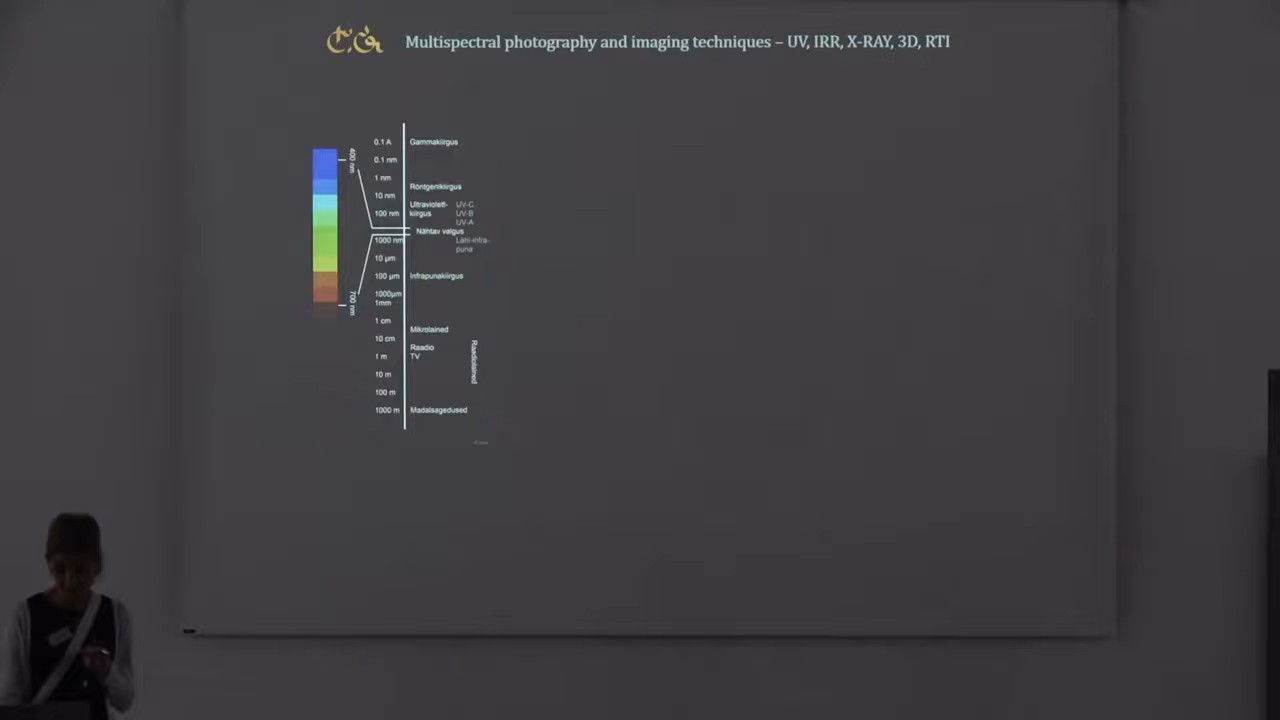 Multispectral photography and imaging techniques – UV, IRR, X-RAY, 3D, RTI
400 nm
700 nm
0.1 A
Gammakiirgus
0.1 nm
1 nm
Röntgenikiirgus
10 nm
Ultraviolett-
kiirgus
UV-C
UV-B
UV-A
100 nm
Nähtav valgus
1000 nm
Lähi-infra-
puna
10 µm
100 µm
Infrapunakiirgus
1000µm
1mm
1 cm
Mikrolained
10 cm
Raadio
TV
Raadiolained
1 m
10 m
100 m
1000 m
Madalsagedused